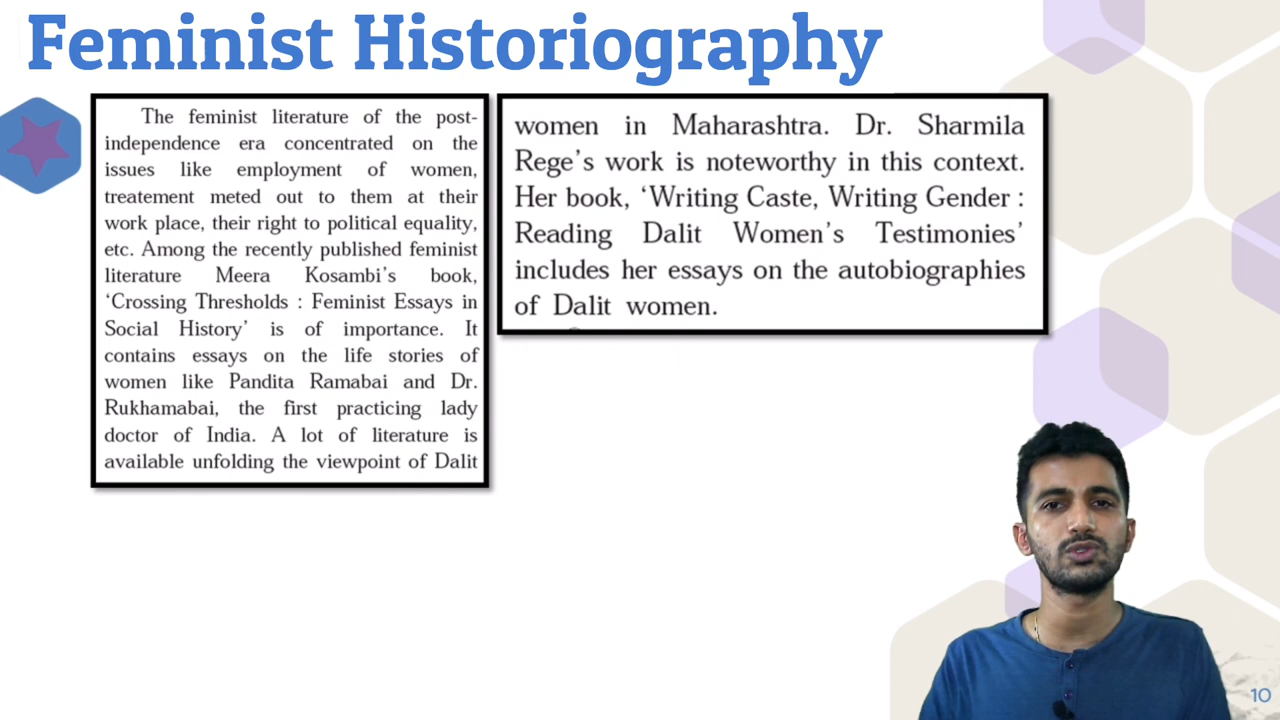 Feminist Historiography
The feminist literature of the post-
independence era concentrated on the
issues like employment of women,
treatement meted out to them at their
work place, their right to political equality,
etc. Among the recently published feminist
literature Meera Kosambi's book,
'Crossing Thresholds : Feminist Essays in
Social History' is of importance. It
contains essays on the life stories of
women like Pandita Ramabai and Dr.
Rukhamabai, the first practicing lady
doctor of India. A lot of literature is
available unfolding the viewpoint of Dalit
women in Maharashtra. Dr. Sharmila
Rege's work is noteworthy in this context.
Her book, 'Writing Caste, Writing Gender :
Reading Dalit Women's Testimonies'
includes her essays on the autobiographies
of Dalit women.
10